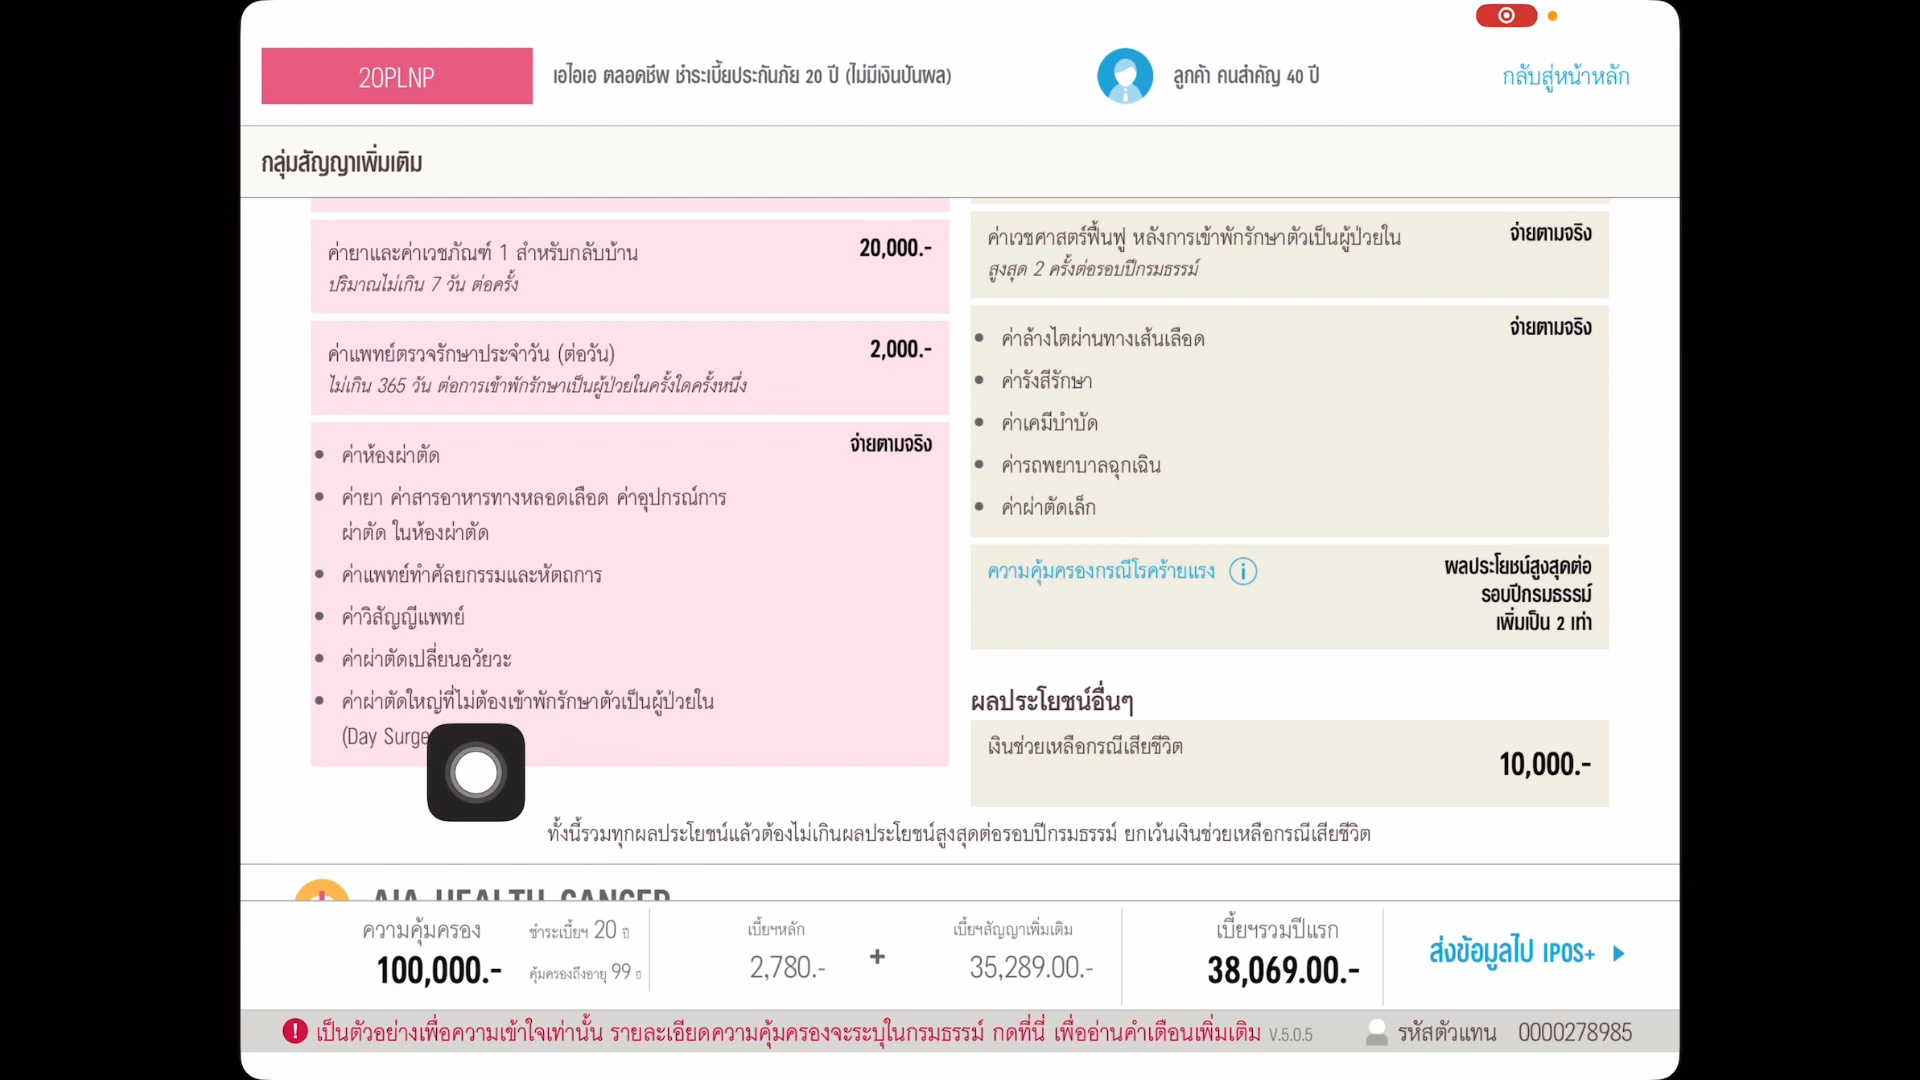 20PLNP
เอไอเอ ตลอดชีพ ชำระเบี้ยประกันภัย 20 ปี (ไม่มีเงินปันผล)
ลูกค้า คนสำคัญ 40 ปี
กลับสู่หน้าหลัก
กลุ่มสัญญาเพิ่มเติม
ค่ายาและค่าเวชภัณฑ์ 1 สำหรับกลับบ้าน 20,000.-
ปริมาณไม่เกิน 7 วัน ต่อครั้ง
ค่าแพทย์ตรวจรักษาประจำวัน (ต่อวัน) 2,000.-
ไม่เกิน 365 วัน ต่อการเข้าพักรักษาเป็นผู้ป่วยในครั้งใดครั้งหนึ่ง
จ่ายตามจริง
ค่าห้องผ่าตัด
ค่ายา ค่าสารอาหารทางหลอดเลือด ค่าอุปกรณ์การ
ผ่าตัด ในห้องผ่าตัด
ค่าแพทย์ทำศัลยกรรมและหัตถการ
ค่าวิสัญญีแพทย์
ค่าผ่าตัดเปลี่ยนอวัยวะ
ค่าผ่าตัดใหญ่ที่ไม่ต้องเข้าพักรักษาตัวเป็นผู้ป่วยใน
(Day Surge
ค่าเวชศาสตร์ฟื้นฟู หลังการเข้าพักรักษาตัวเป็นผู้ป่วยใน จ่ายตามจริง
สูงสุด 2 ครั้งต่อรอบปีกรมธรรม์
จ่ายตามจริง
ค่าล้างไตผ่านทางเส้นเลือด
ค่ารังสีรักษา
ค่าเคมีบำบัด
ค่ารถพยาบาลฉุกเฉิน
ค่าผ่าตัดเล็ก
ความคุ้มครองกรณีโรคร้ายแรง
ผลประโยชน์สูงสุดต่อ
รอบปีกรมธรรม์
เพิ่มเป็น 2 เท่า
ผลประโยชน์อื่นๆ
เงินช่วยเหลือกรณีเสียชีวิต
10,000.-
ทั้งนี้รวมทุกผลประโยชน์แล้วต้องไม่เกินผลประโยชน์สูงสุดต่อรอบปีกรมธรรม์ ยกเว้นเงินช่วยเหลือกรณีเสียชีวิต
AIA HEALTH CANCER
ความคุ้มครอง
100,000.-
ชำระเบี้ยฯ 20 ปี
คุ้มครองถึงอายุ 99 ปี
เบี้ยฯหลัก
2,780.-
+
เบี้ยฯสัญญาเพิ่มเติม
35,289.00.-
เบี้ยฯรวมปีแรก
38,069.00.-
ส่งข้อมูลไป IPOS+
เป็นตัวอย่างเพื่อความเข้าใจเท่านั้น รายละเอียดความคุ้มครองจะระบุในกรมธรรม์ กดที่นี่ เพื่ออ่านคำเตือนเพิ่มเติม V.5.0.5
รหัสตัวแทน 0000278985